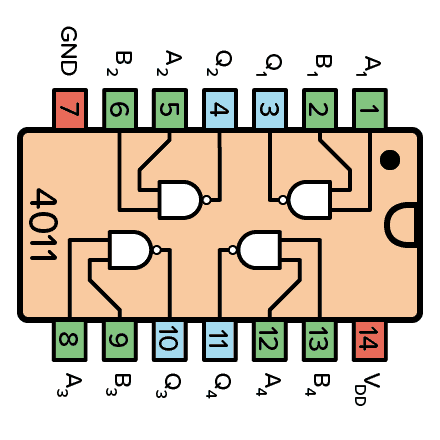 GND B₂ A₂ Q₂ Q₁ B₁ A₁
7 6 5 4 3 2 1
4011
8 9 10 11 12 13 14
A₃ B₃ Q₃ Q₄ A₄ B₄ V_DD